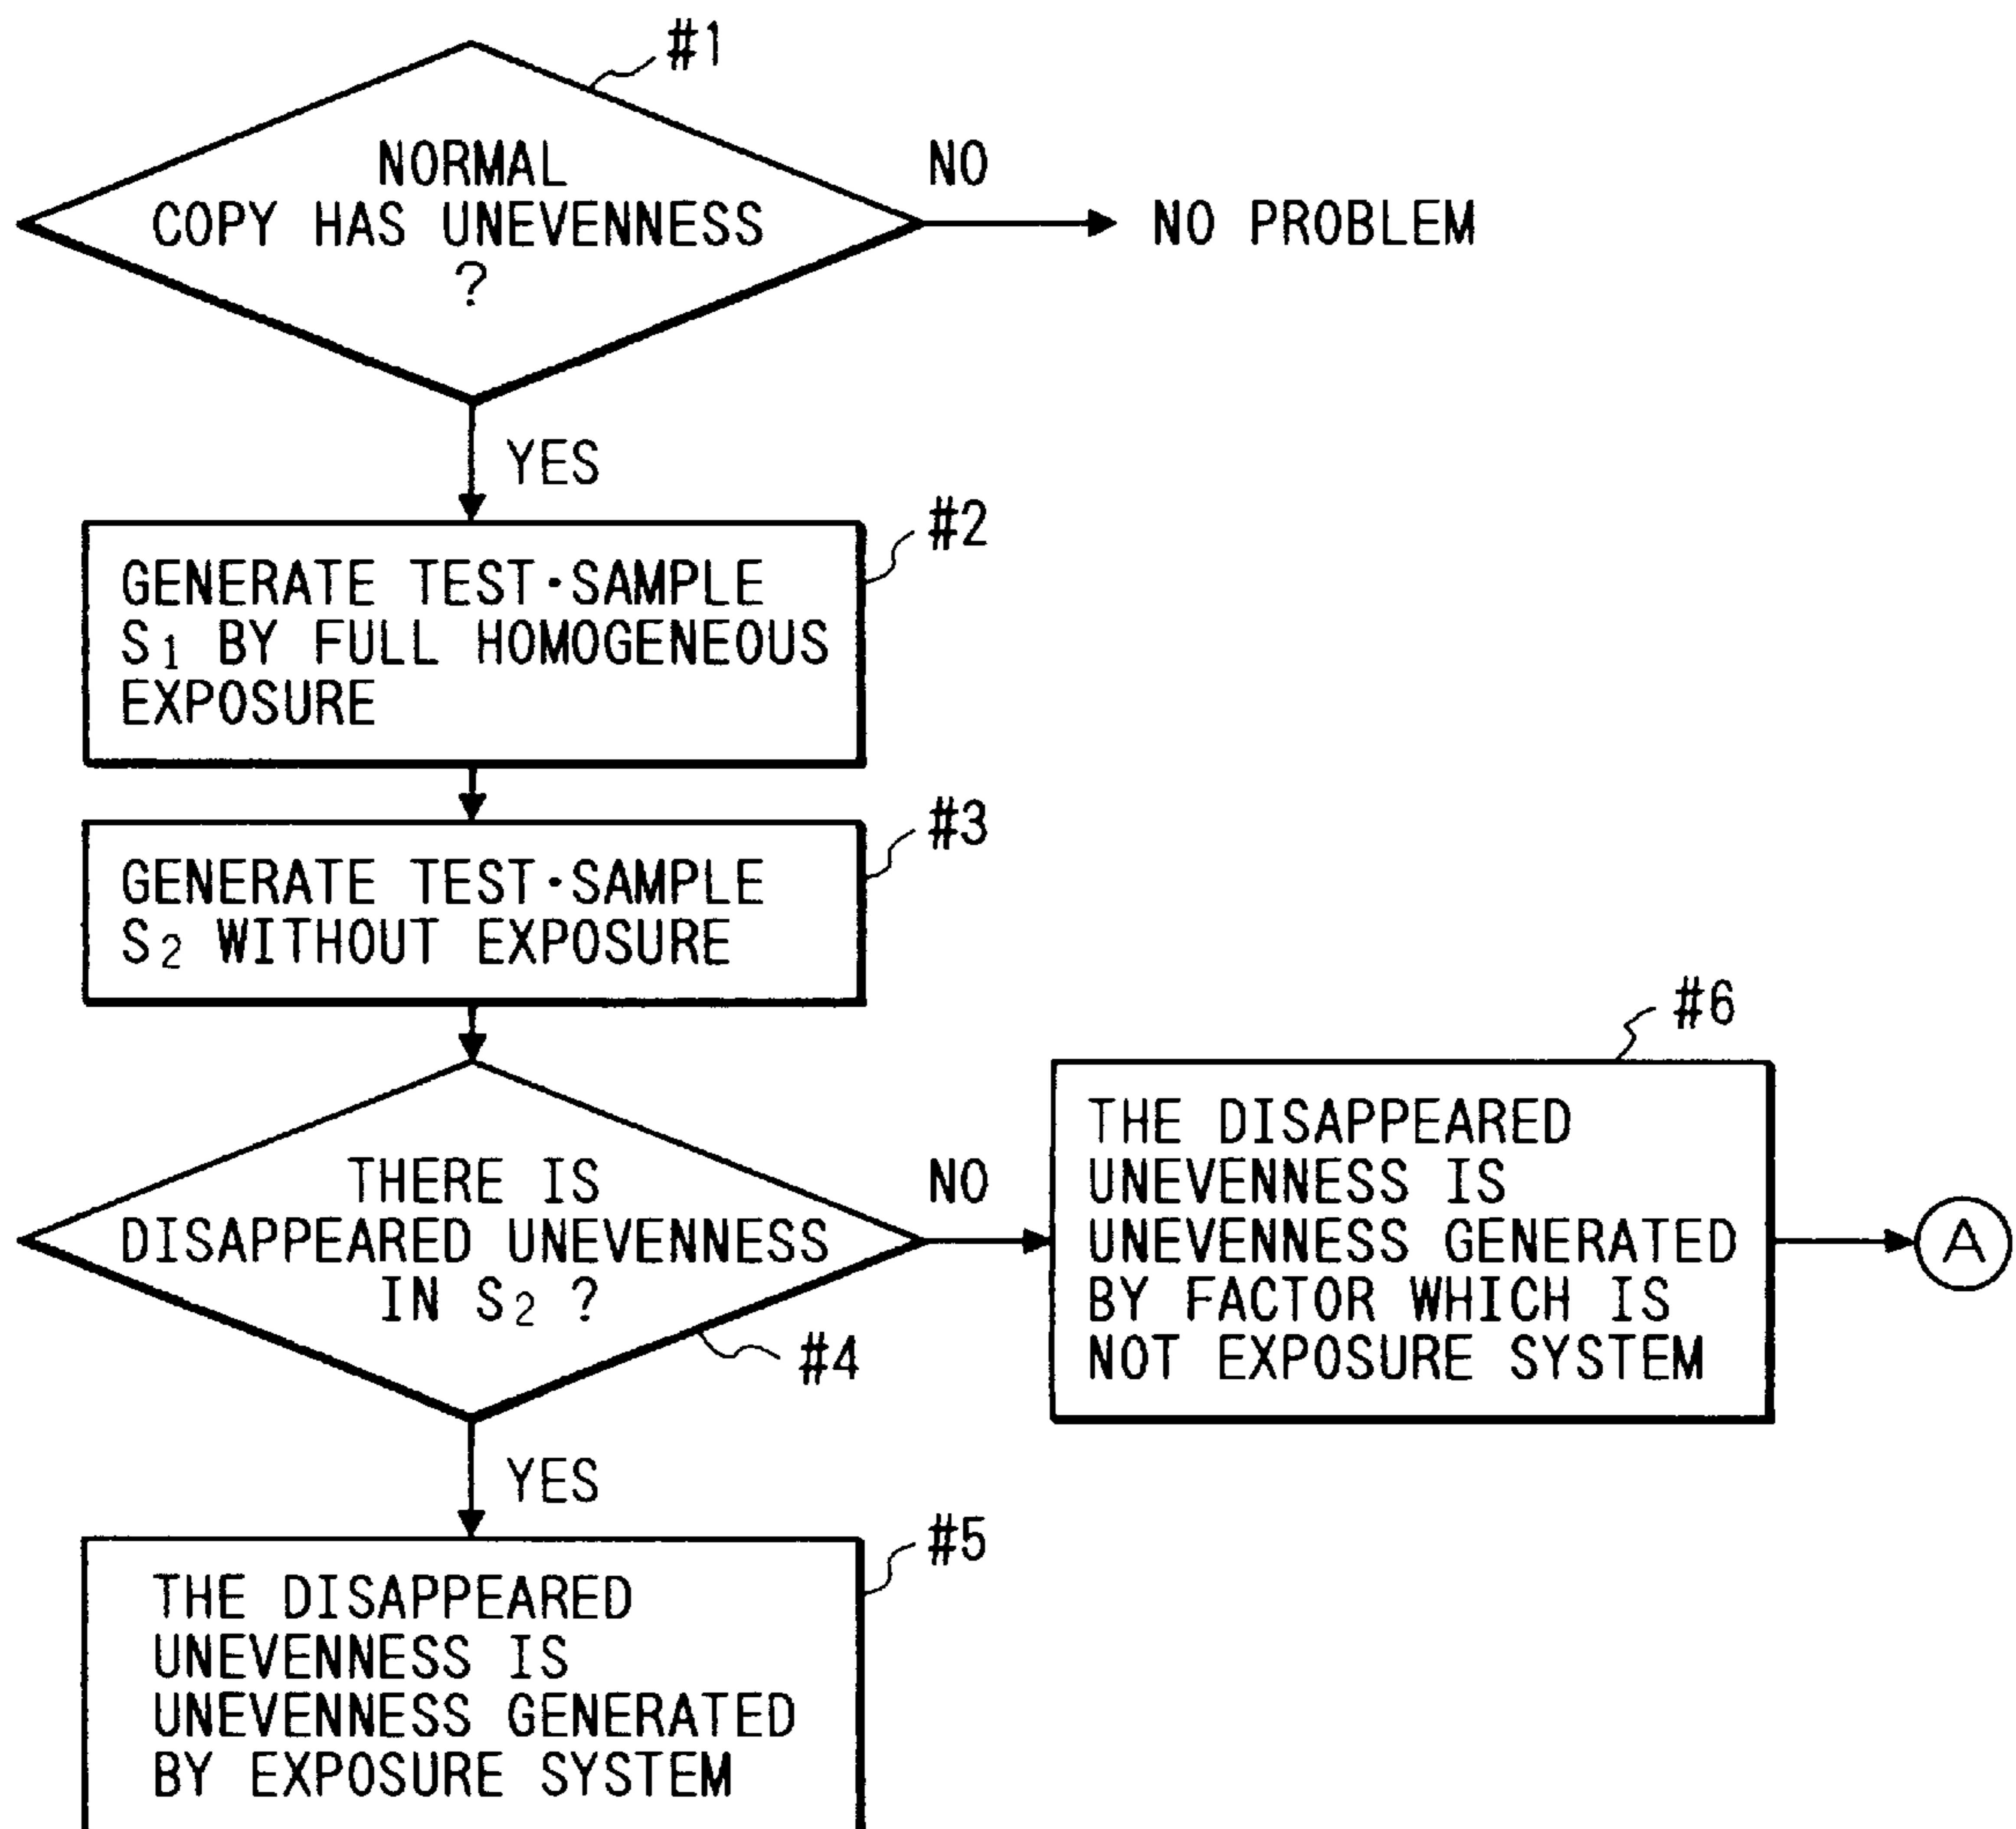 #1
NORMAL
COPY HAS UNEVENNESS
?
NO
NO PROBLEM
YES
#2
GENERATE TEST·SAMPLE
S1 BY FULL HOMOGENEOUS
EXPOSURE
#3
GENERATE TEST·SAMPLE
S2 WITHOUT EXPOSURE
THERE IS
DISAPPEARED UNEVENNESS
IN S2 ?
#4
NO
#6
THE DISAPPEARED
UNEVENNESS IS
UNEVENNESS GENERATED
BY FACTOR WHICH IS
NOT EXPOSURE SYSTEM
A
YES
#5
THE DISAPPEARED
UNEVENNESS IS
UNEVENNESS GENERATED
BY EXPOSURE SYSTEM